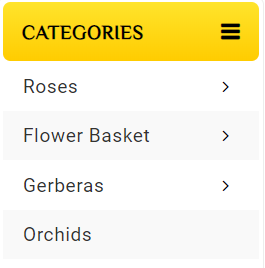 CATEGORIES
Roses
Flower Basket
Gerberas
Orchids